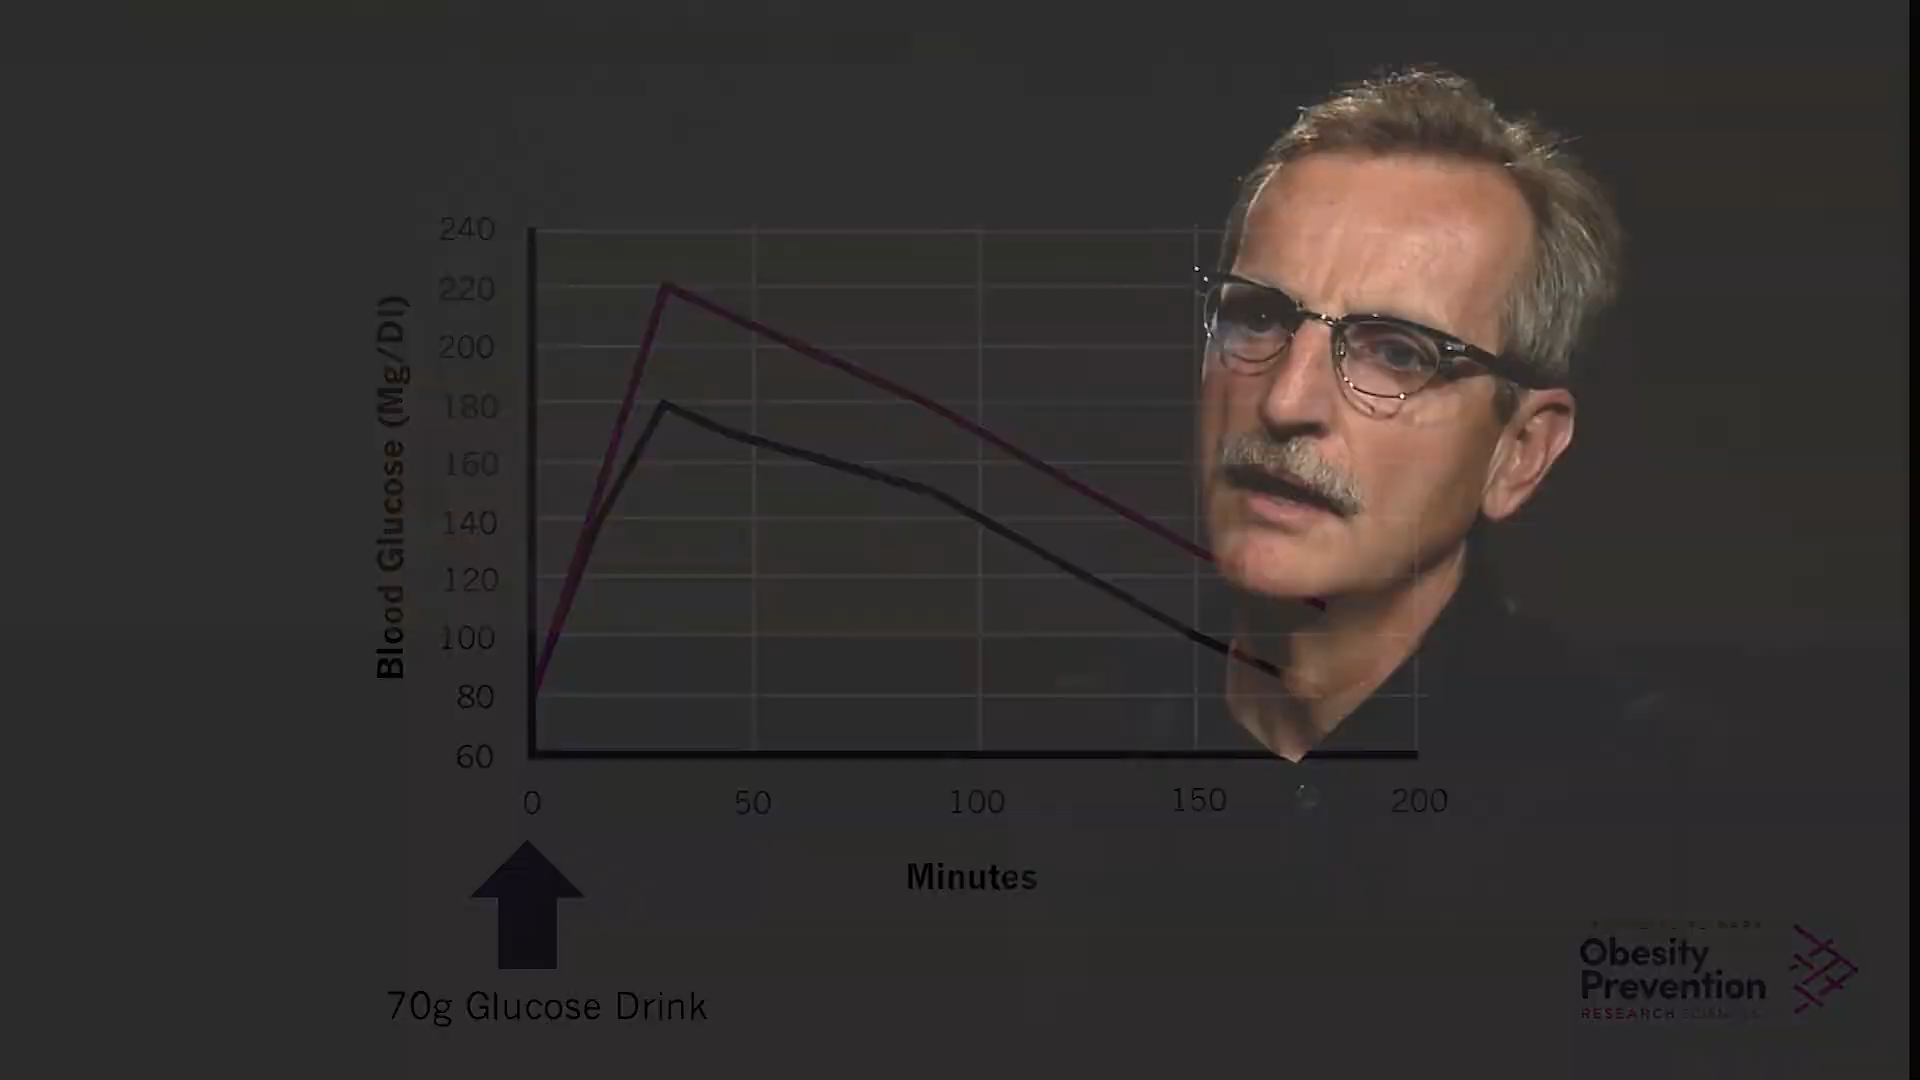 240
220
200
180
160
140
120
100
80
60
Blood Glucose (Mg/Dl)
0 50 100 150 200
Minutes
70g Glucose Drink
Obesity
Prevention
RESEARCH SCIENCES